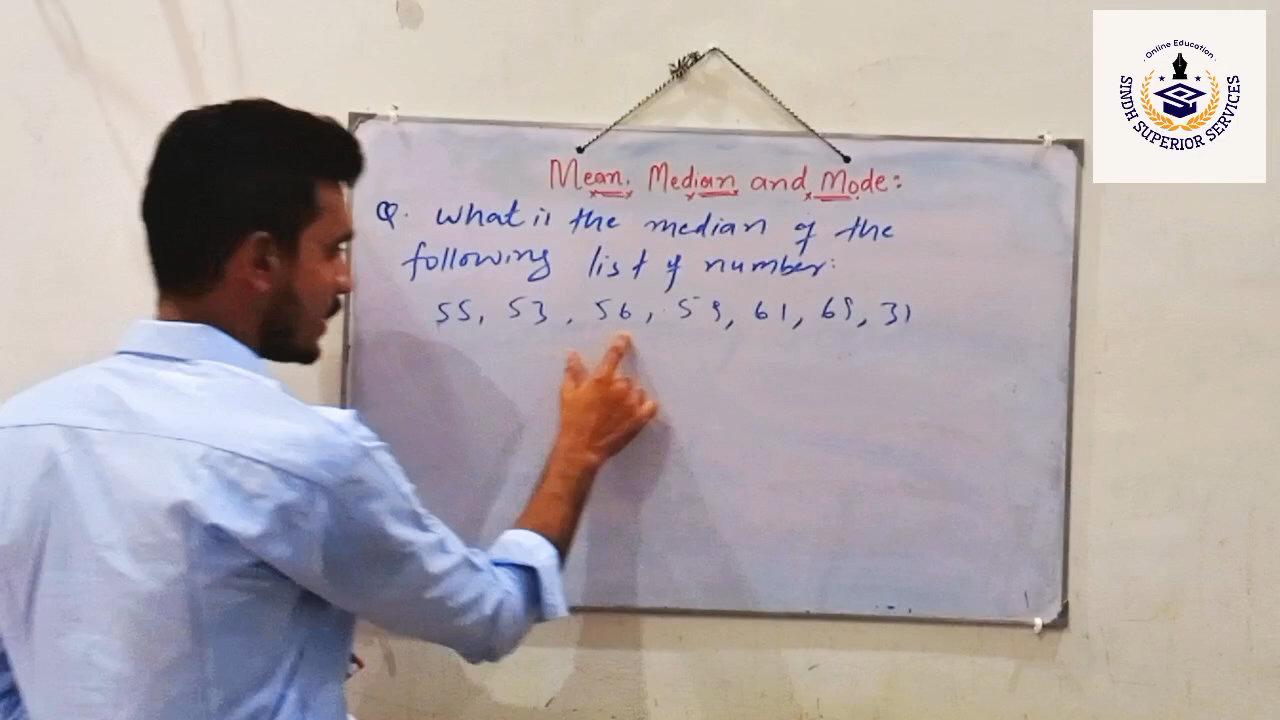 Mean, Median and Mode:
Q. What is the median of the
following list of number:
55, 53, 56, 59, 61, 69, 31
Online Education
SINDH SUPERIOR SERVICES